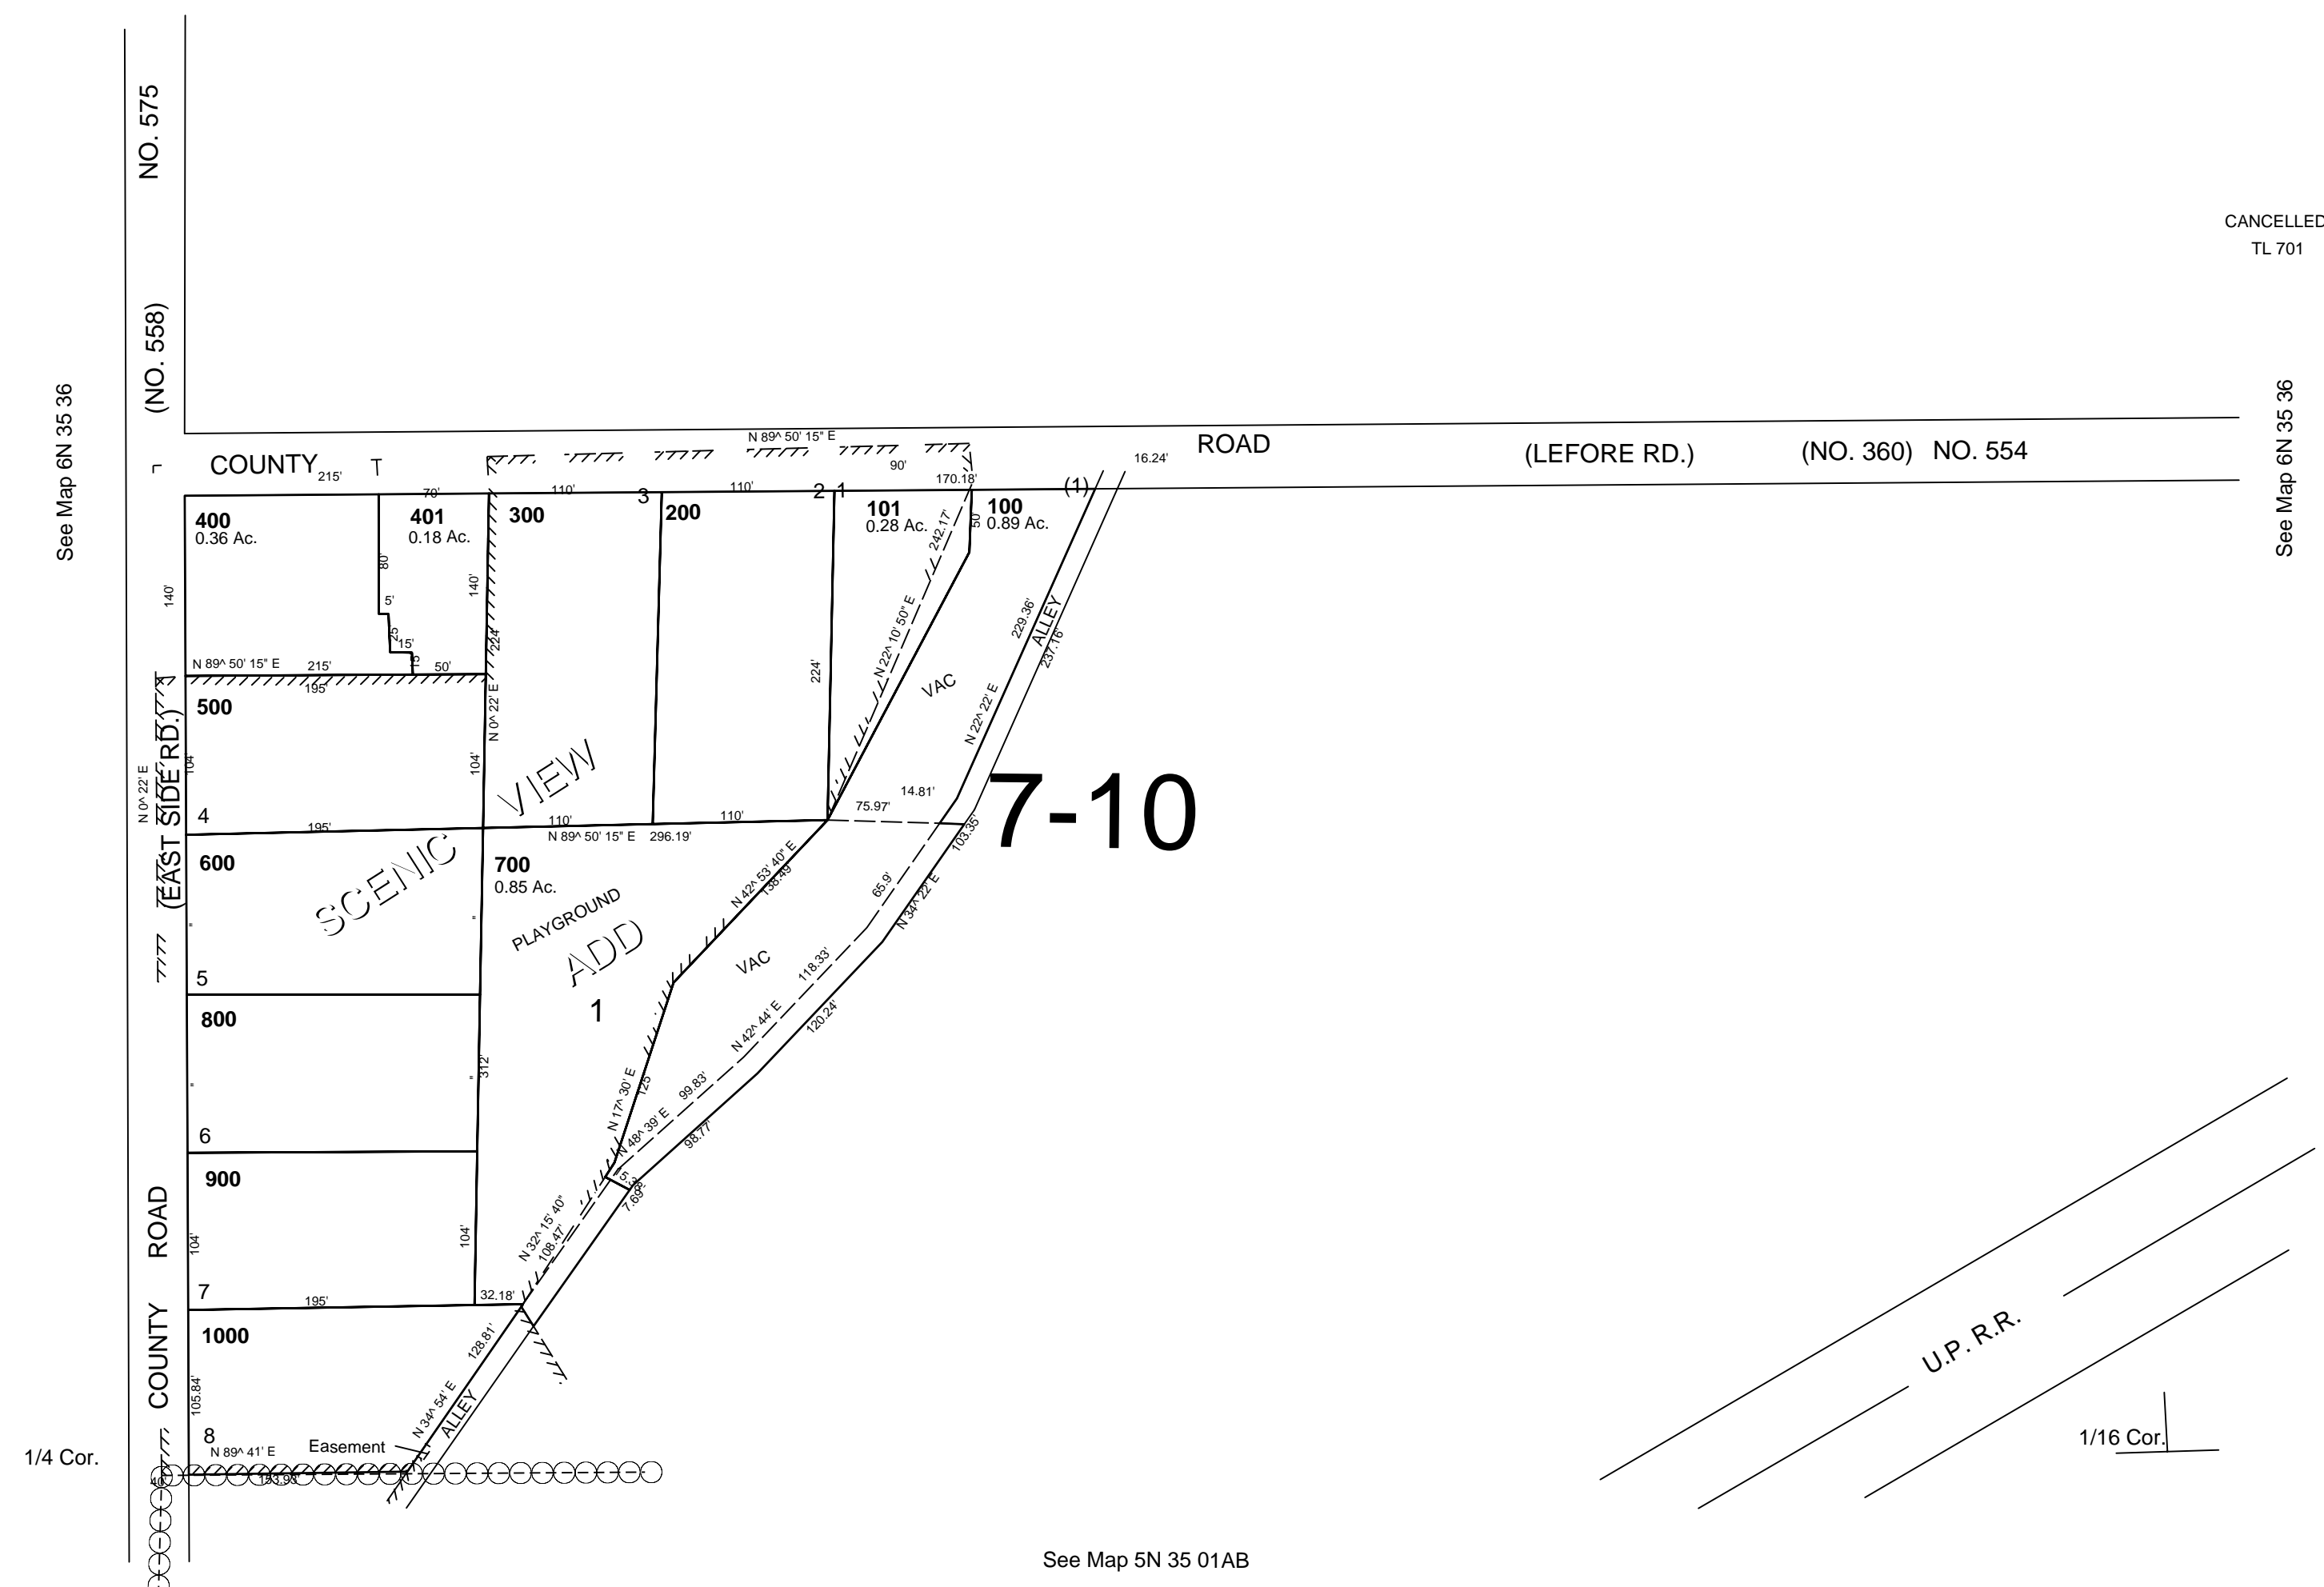 NO. 575
(NO. 558)
See Map 6N 35 36
CANCELLED
TL 701
See Map 6N 35 36
COUNTY
215'
T
N 89^ 50' 15" E
90'
170.18'
ROAD
16.24'
(LEFORE RD.)
(NO. 360) NO. 554
70'
110'
3
110'
2
1
(1)
400
0.36 Ac.
401
0.18 Ac.
300
200
101
0.28 Ac.
100
0.89 Ac.
50'
242.17'
80'
140'
140'
5'
25'
15'
15'
224'
224'
N 22^ 10' 50" E
229.36'
ALLEY
237.16'
N 89^ 50' 15" E
215'
50'
195'
VAC
500
N 0^ 22' E
N 22^ 22' E
104'
104'
N 0^ 22' E
(EAST SIDE RD.)
VIEW
7-10
14.81'
75.97'
4
195'
110'
110'
N 89^ 50' 15" E 296.19'
103.35'
600
SCENIC
700
0.85 Ac.
N 42^ 53' 40" E
138.49'
65.9'
N 34^ 22' E
PLAYGROUND
"
"
ADD
VAC
118.33'
5
1
800
120.24'
N 42^ 44' E
312'
"
"
99.83'
N 17^ 30' E
125'
N 48^ 39' E
98.77'
6
900
7.69'
N 32^ 15' 40"
108.47'
COUNTY ROAD
104'
104'
7
195'
32.18'
1000
128.81'
U.P. R.R.
105.84'
N 34^ 54' E
ALLEY
8
N 89^ 41' E
Easement
1/4 Cor.
1/16 Cor.
40'
153.93'
See Map 5N 35 01AB